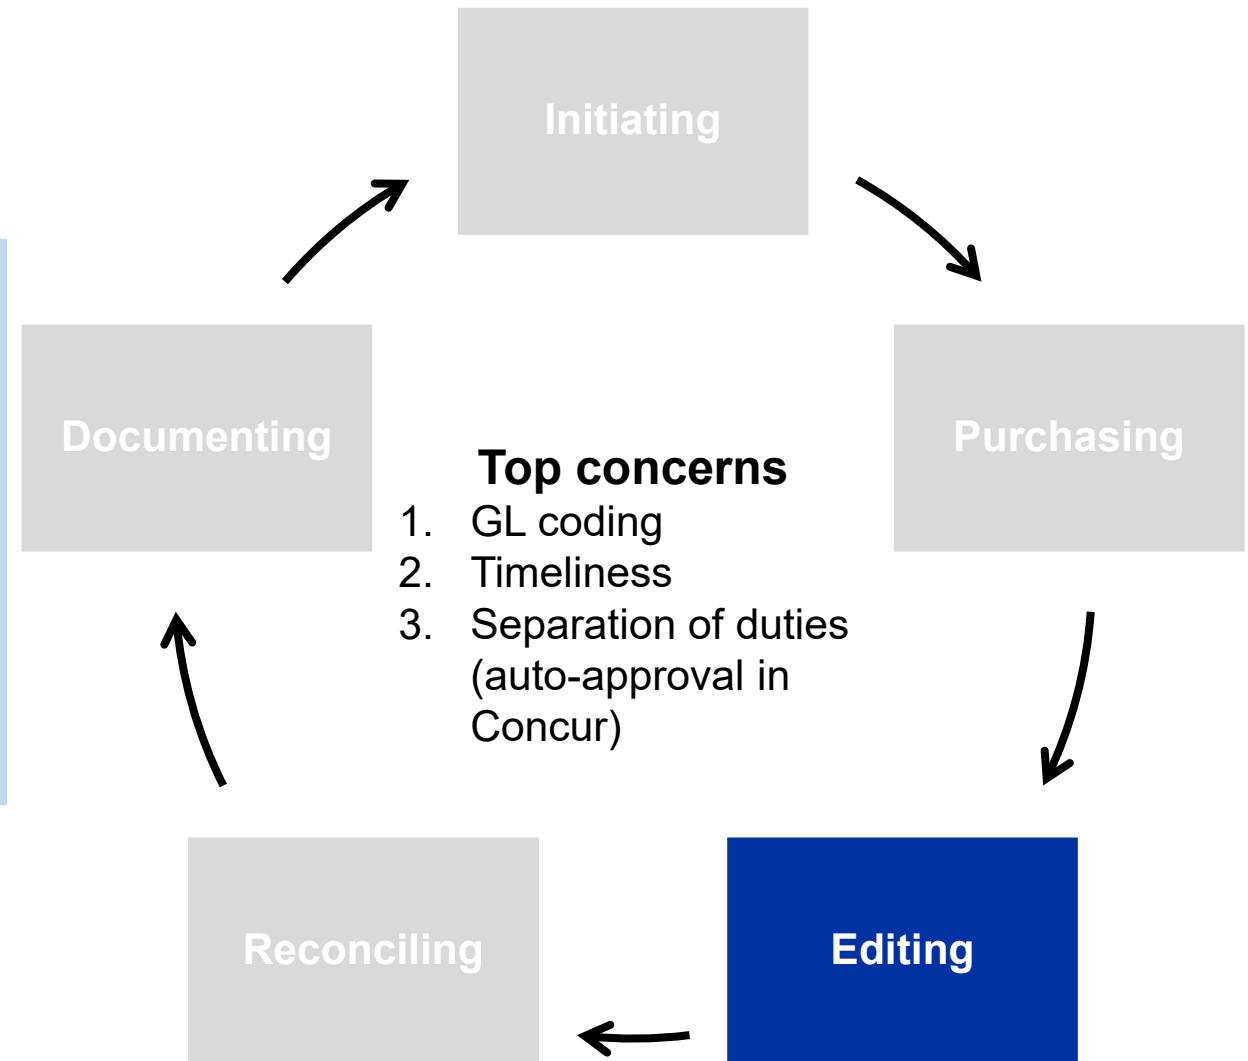 Initiating
Documenting
Purchasing
Top concerns
1. GL coding
2. Timeliness
3. Separation of duties
(auto-approval in
Concur)
Reconciling
Editing